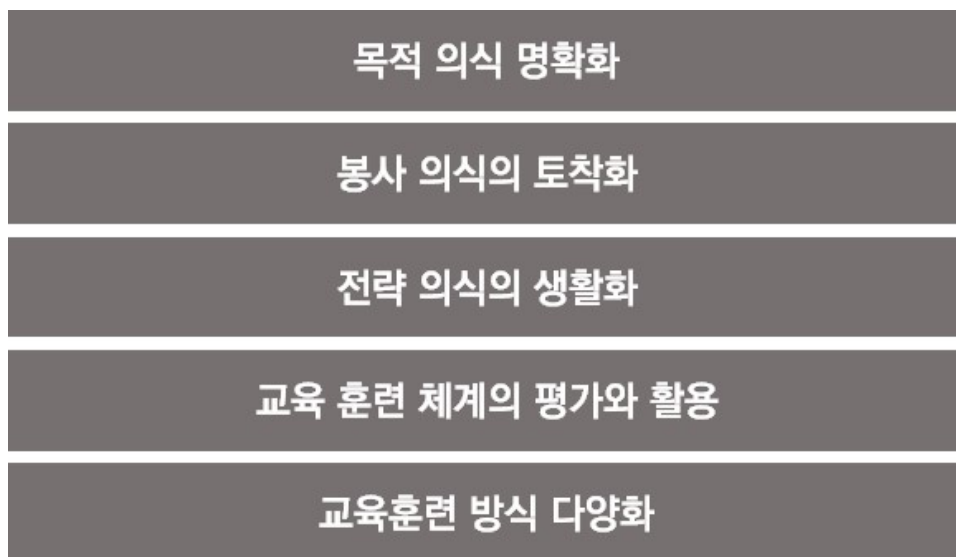 목적 의식 명확화
봉사 의식의 토착화
전략 의식의 생활화
교육 훈련 체계의 평가와 활용
교육훈련 방식 다양화